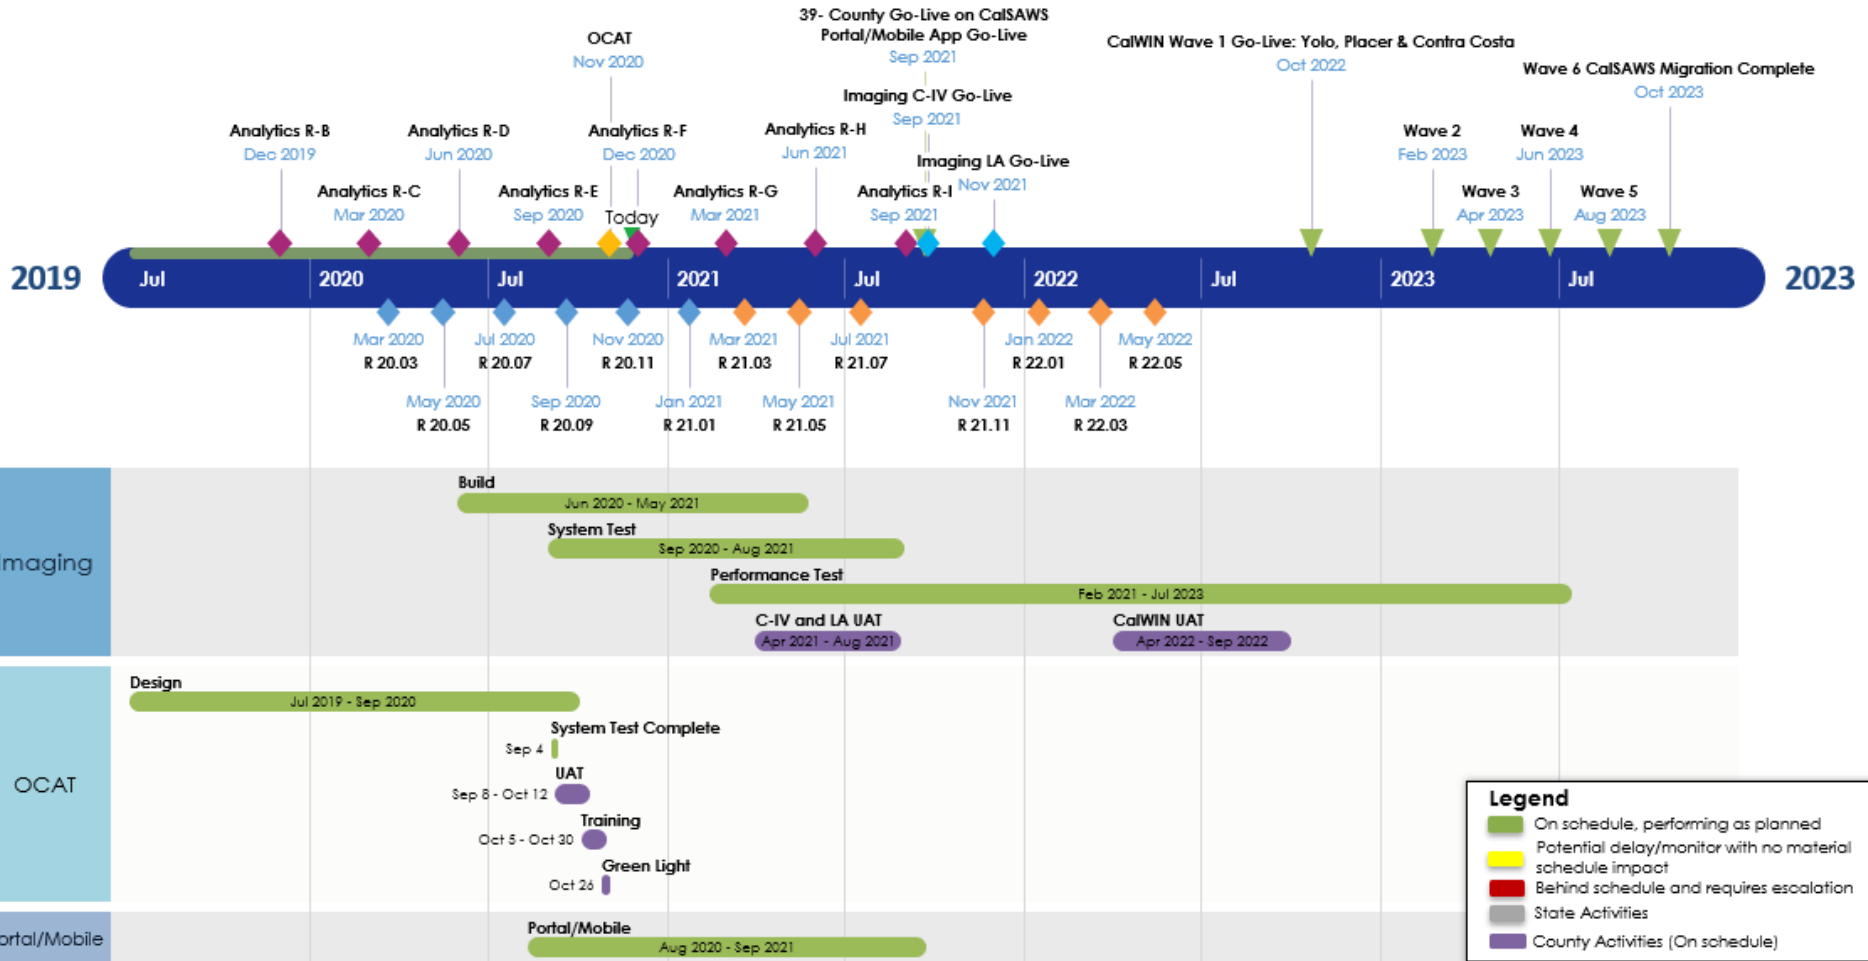 39- County Go-Live on CalSAWS
Portal/Mobile App Go-Live
Sep 2021
OCAT
Nov 2020
CalWIN Wave 1 Go-Live: Yolo, Placer & Contra Costa
Oct 2022
Wave 6 CalSAWS Migration Complete
Oct 2023
Imaging C-IV Go-Live
Sep 2021
Analytics R-B
Dec 2019
Analytics R-D
Jun 2020
Analytics R-F
Dec 2020
Analytics R-H
Jun 2021
Wave 2
Feb 2023
Wave 4
Jun 2023
Imaging LA Go-Live
Nov 2021
Analytics R-C
Mar 2020
Analytics R-E
Sep 2020
Today
Analytics R-G
Mar 2021
Analytics R-I
Sep 2021
Wave 3
Apr 2023
Wave 5
Aug 2023
2019
Jul
2020
Jul
2021
Jul
2022
Jul
2023
Jul
2023
Mar 2020
R 20.03
Jul 2020
R 20.07
Nov 2020
R 20.11
Mar 2021
R 21.03
Jul 2021
R 21.07
Jan 2022
R 22.01
May 2022
R 22.05
May 2020
R 20.05
Sep 2020
R 20.09
Jan 2021
R 21.01
May 2021
R 21.05
Nov 2021
R 21.11
Mar 2022
R 22.03
Imaging
Build
Jun 2020 - May 2021
System Test
Sep 2020 - Aug 2021
Performance Test
Feb 2021 - Jul 2023
C-IV and LA UAT
Apr 2021 - Aug 2021
CalWIN UAT
Apr 2022 - Sep 2022
OCAT
Design
Jul 2019 - Sep 2020
System Test Complete
Sep 4
UAT
Sep 8 - Oct 12
Training
Oct 5 - Oct 30
Green Light
Oct 26
ortal/Mobile
Portal/Mobile
Aug 2020 - Sep 2021
Legend
On schedule, performing as planned
Potential delay/monitor with no material
schedule impact
Behind schedule and requires escalation
State Activities
County Activities (On schedule)